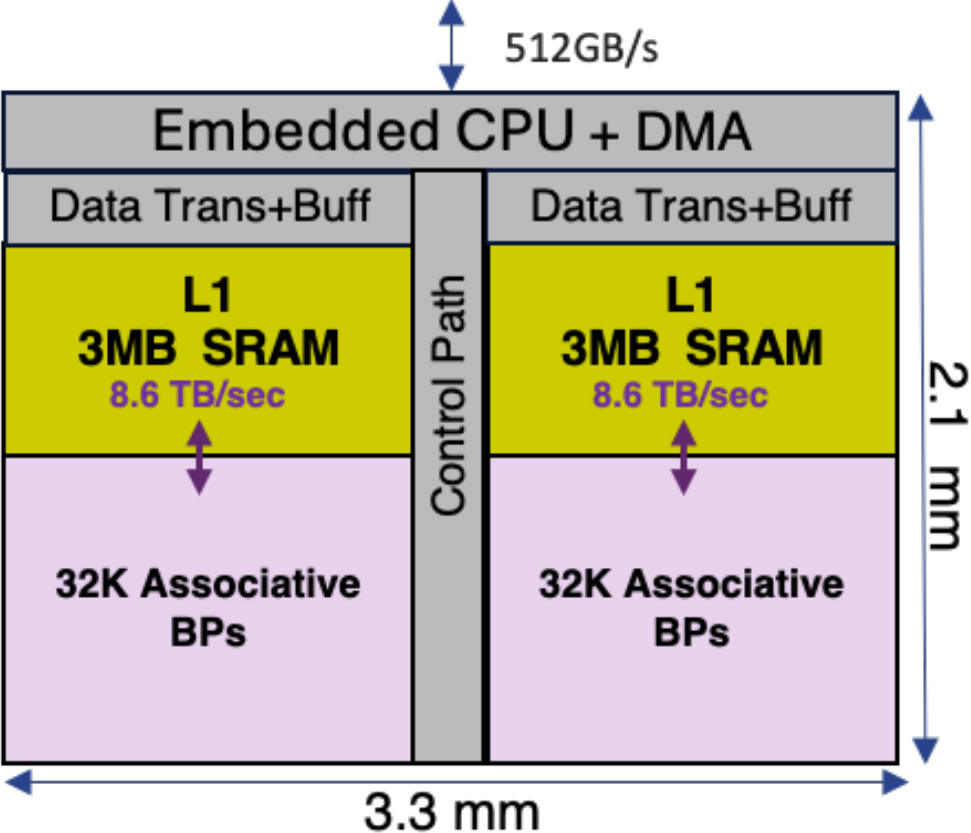 512GB/s
Embedded CPU + DMA
Data Trans+Buff
Data Trans+Buff
L1
3MB SRAM
8.6 TB/sec
Control Path
L1
3MB SRAM
8.6 TB/sec
2.1 mm
32K Associative
BPs
32K Associative
BPs
3.3 mm